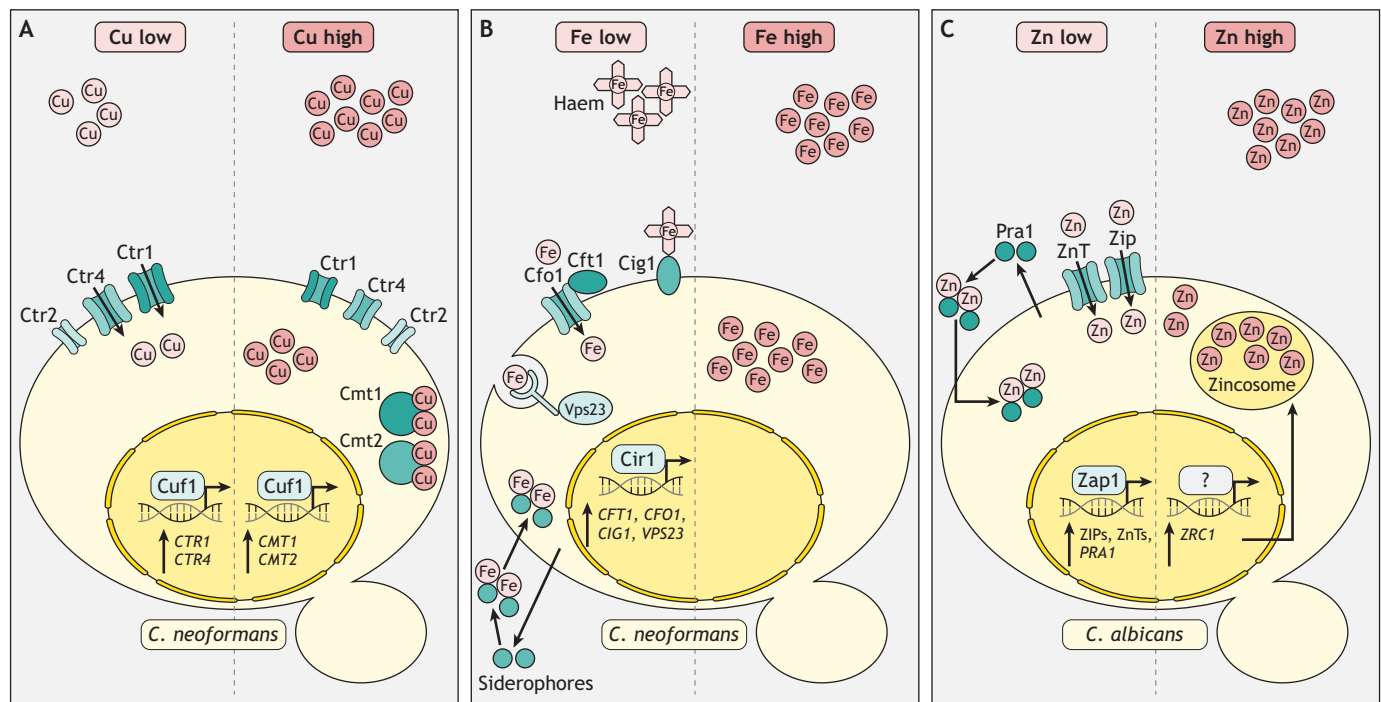 A
Cu low
Cu high
Cu
Cu
Cu
Cu
Cu
Cu
Cu
Cu
Cu
Cu
Cu
Cu
Ctr1
Ctr4
Ctr2
Ctr1
Ctr4
Ctr2
Cu
Cu
Cu
Cu
Cu
Cu
Cmt1
Cu
Cu
Cmt2
Cu
Cu
Cuf1
Cuf1
CTR1
CTR4
CMT1
CMT2
C. neoformans
B
Fe low
Fe high
Haem
Fe
Fe
Fe
Fe
Fe
Fe
Fe
Fe
Fe
Fe
Fe
Fe
Fe
Cft1
Cfo1
Cig1
Fe
Fe
Fe
Fe
Fe
Fe
Fe
Fe
Fe
Fe
Fe
Vps23
Cir1
CFT1, CFO1,
CIG1, VPS23
Fe
Fe
Fe
Fe
Siderophores
C. neoformans
C
Zn low
Zn high
Zn
Zn
Zn
Zn
Zn
Zn
Zn
Zn
Zn
Zn
Pra1
ZnT
Zip
Zn
Zn
Zn
Zn
Zn
Zn
Zn
Zn
Zn
Zn
Zn
Zincosome
Zn
Zn
Zap1
?
ZIPs, ZnTs,
PRA1
ZRC1
C. albicans